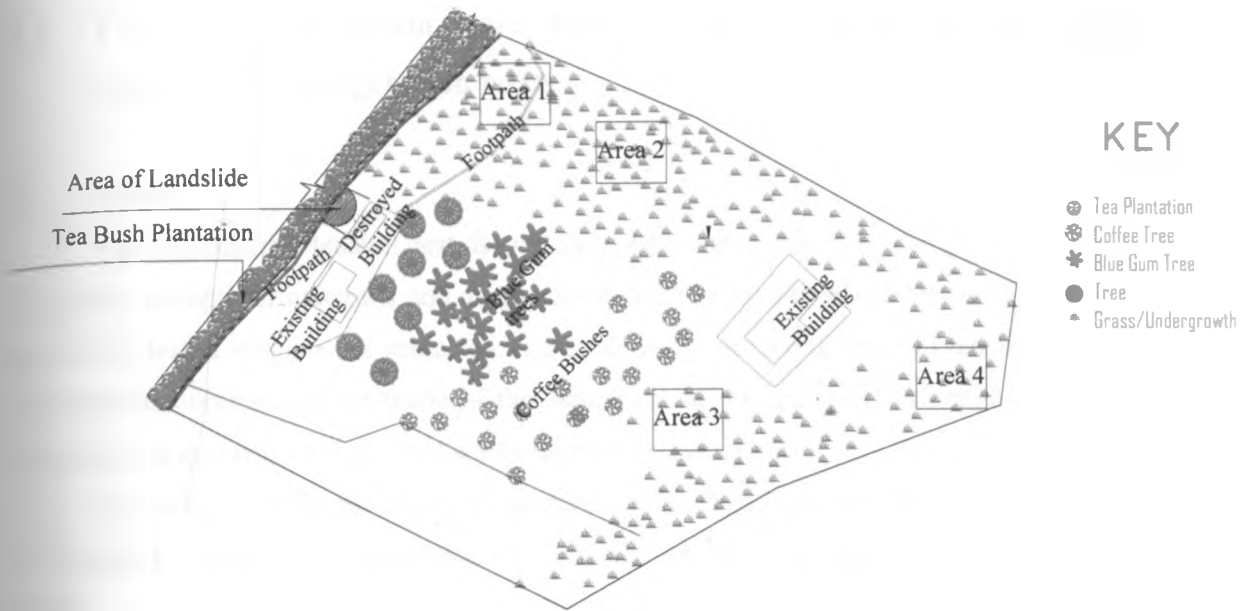 Area 1
Area 2
Footpath
Area of Landslide
Tea Bush Plantation
Destroyed
Building
Footpath
Existing
Building
Blue Gum
trees
Coffee Bushes
Existing
Building
Area 3
Area 4
KEY
Tea Plantation
Coffee Tree
Blue Gum Tree
Tree
Grass/Undergrowth